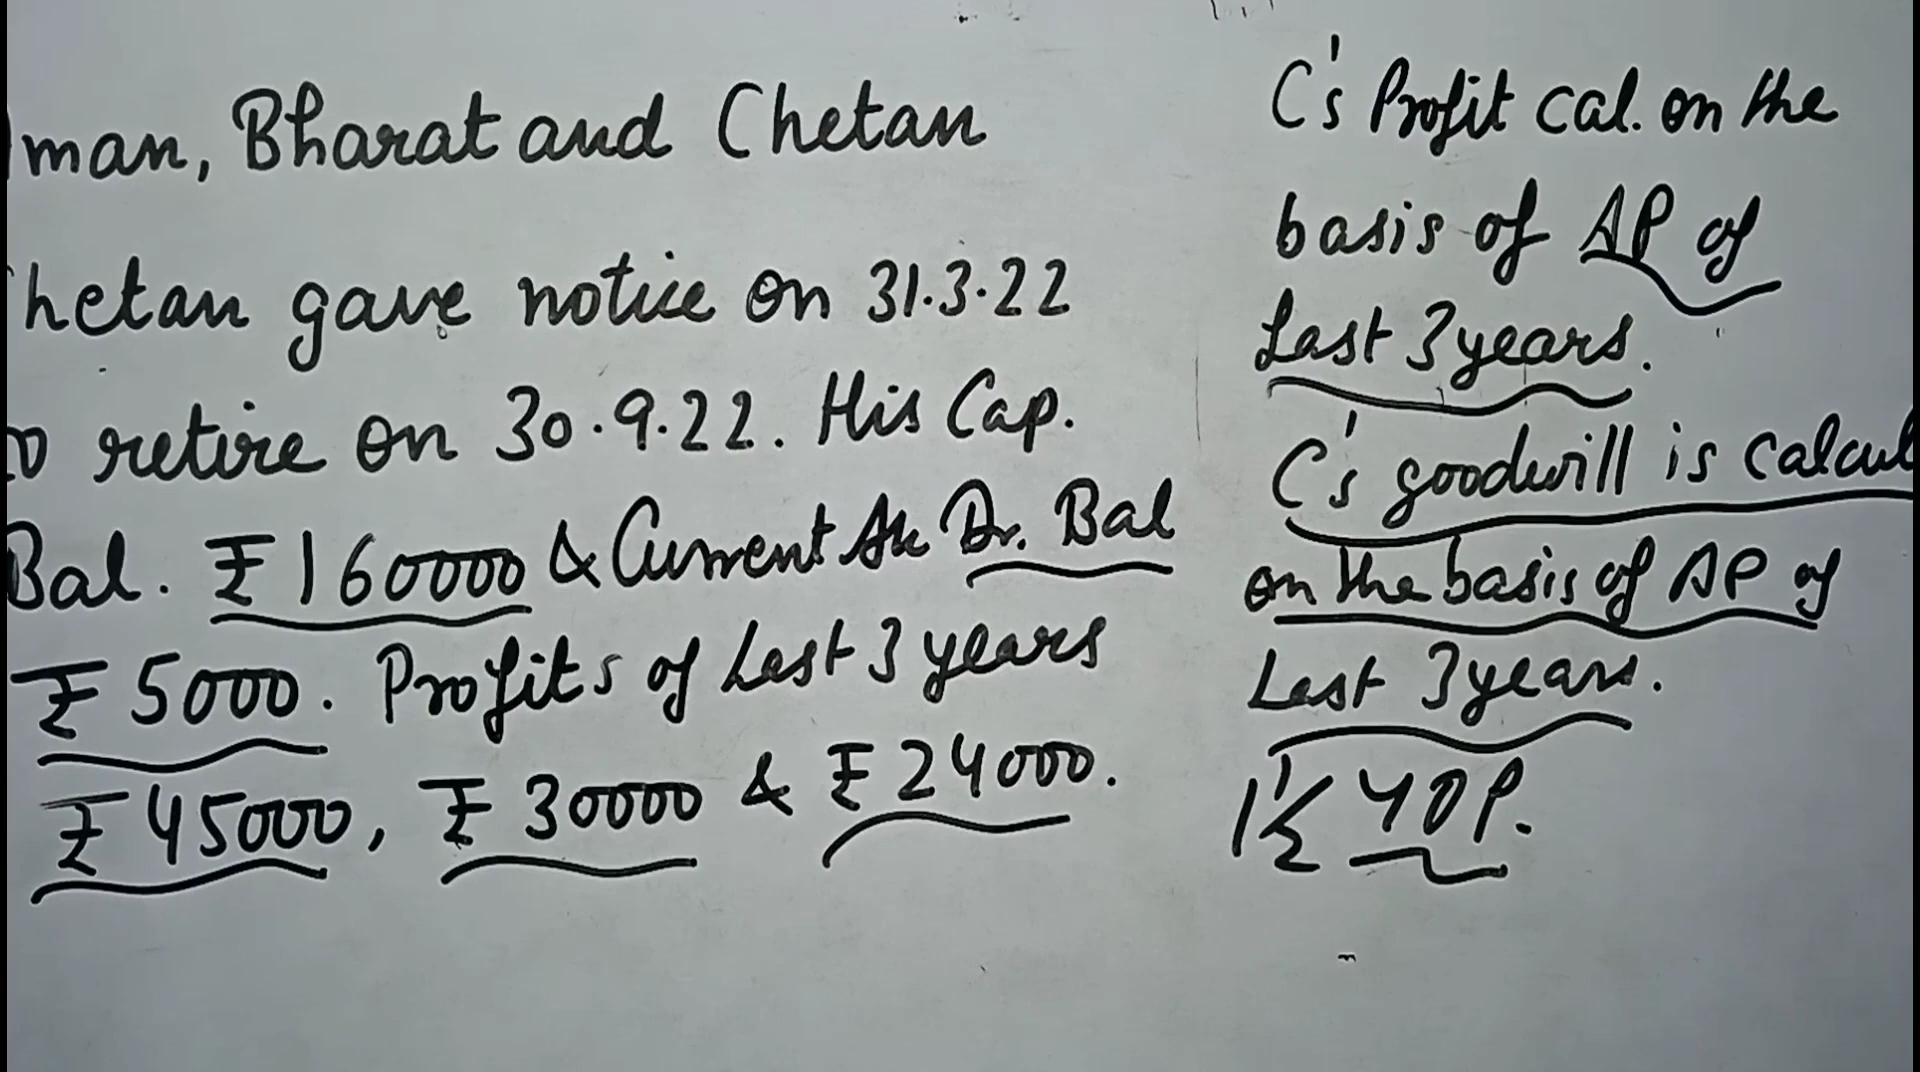 man, Bharat and Chetan
hetan gave notice on 31.3.22
to retire on 30.9.22. His Cap.
Bal. ₹160000 & Current A/c Dr. Bal
₹5000. Profits of Last 3 years
₹45000, ₹30000 & ₹24000.
C's Profit cal. on the
basis of AP of
Last 3 years.
C's goodwill is calcul
on the basis of AP of
Last 3 years.
1½ YOP.